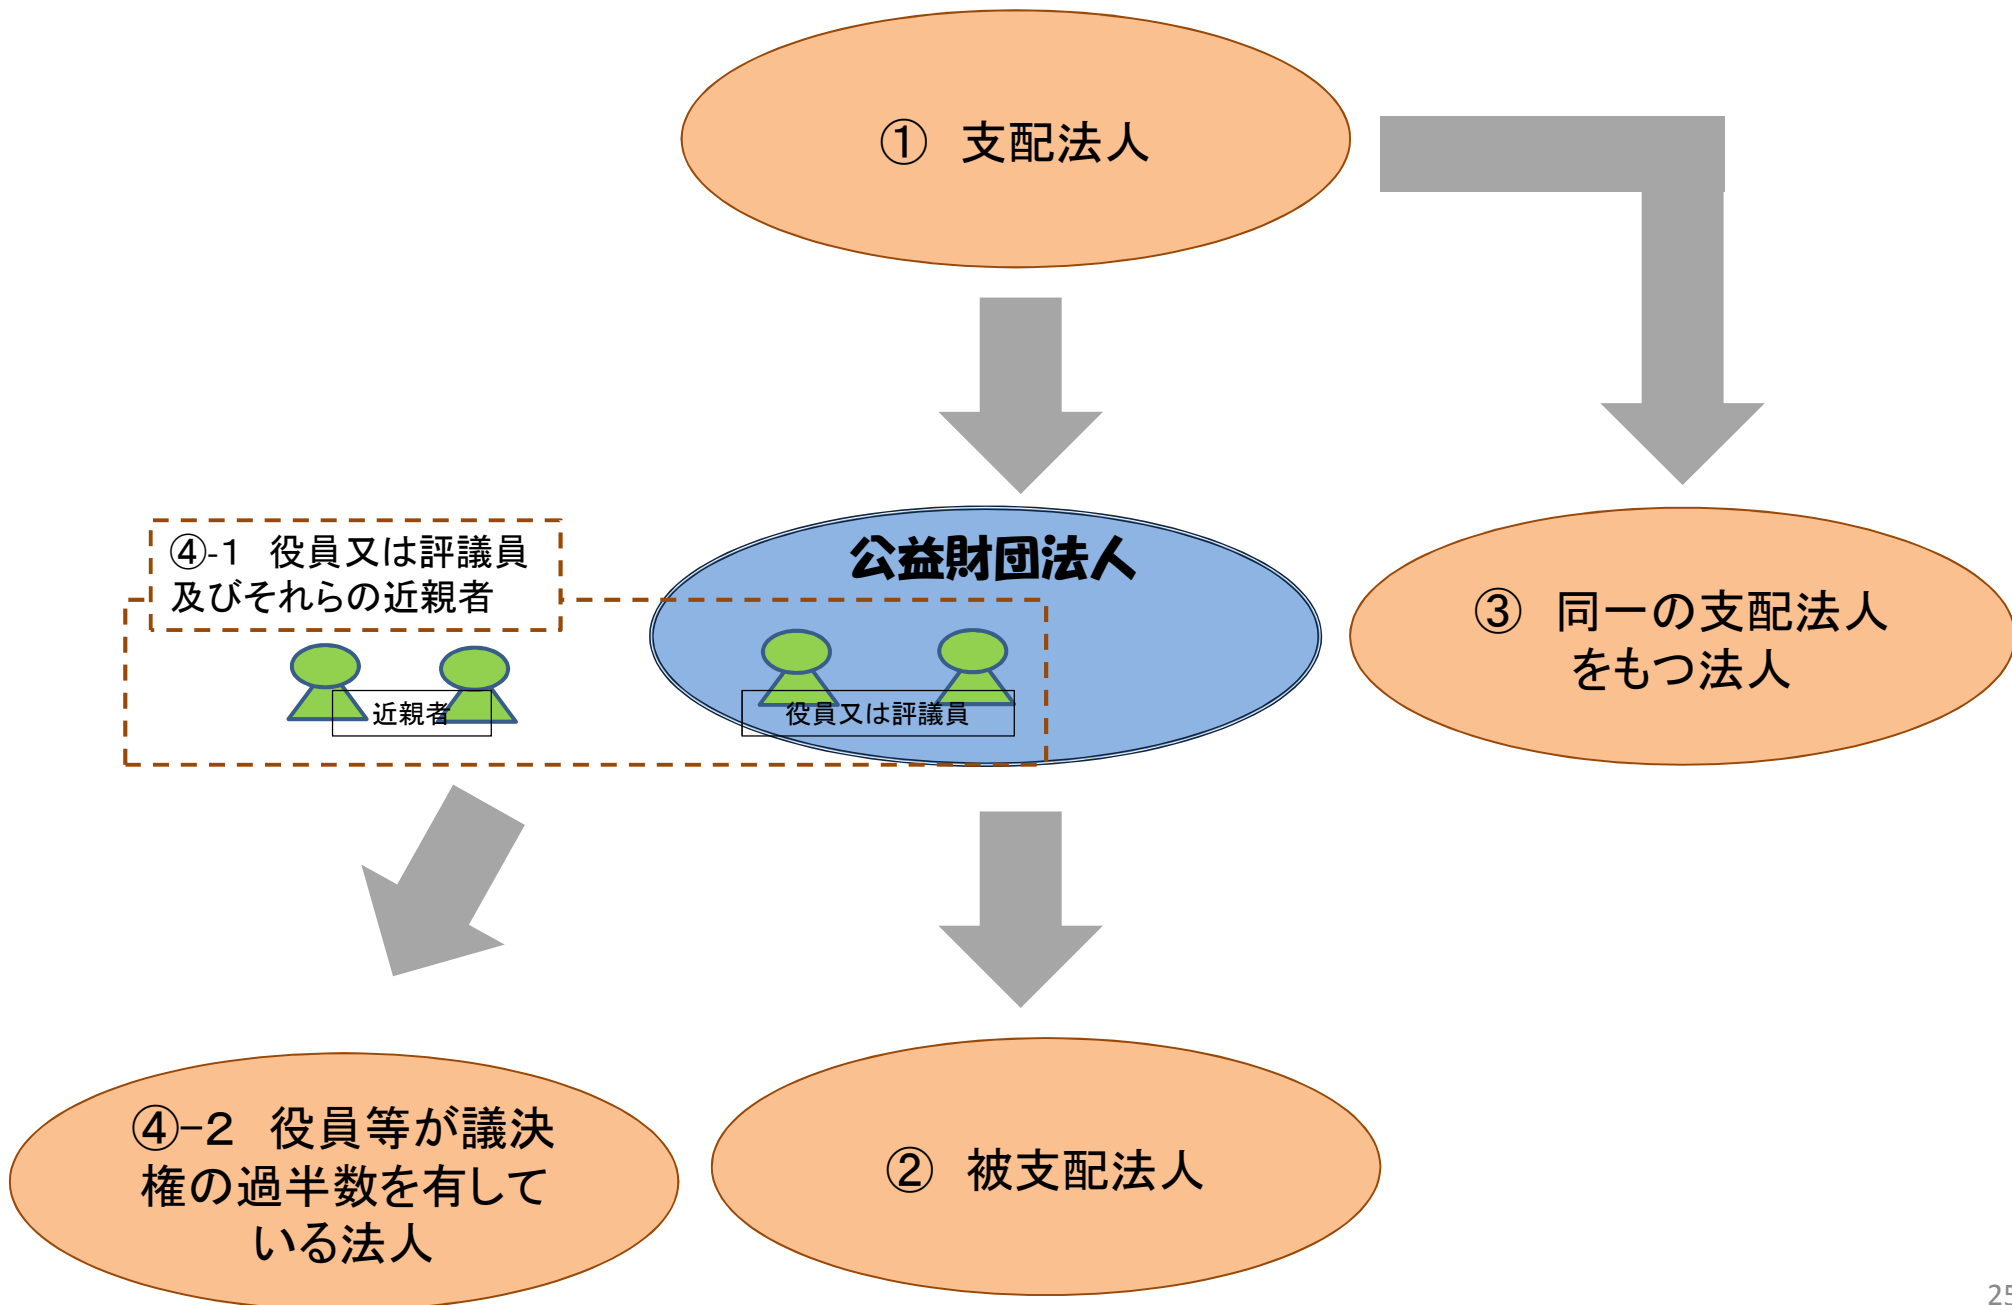 ①　支配法人
公益財団法人
④-1　役員又は評議員
及びそれらの近親者
近親者
役員又は評議員
③　同一の支配法人
をもつ法人
④-2　役員等が議決
権の過半数を有して
いる法人
②　被支配法人
25